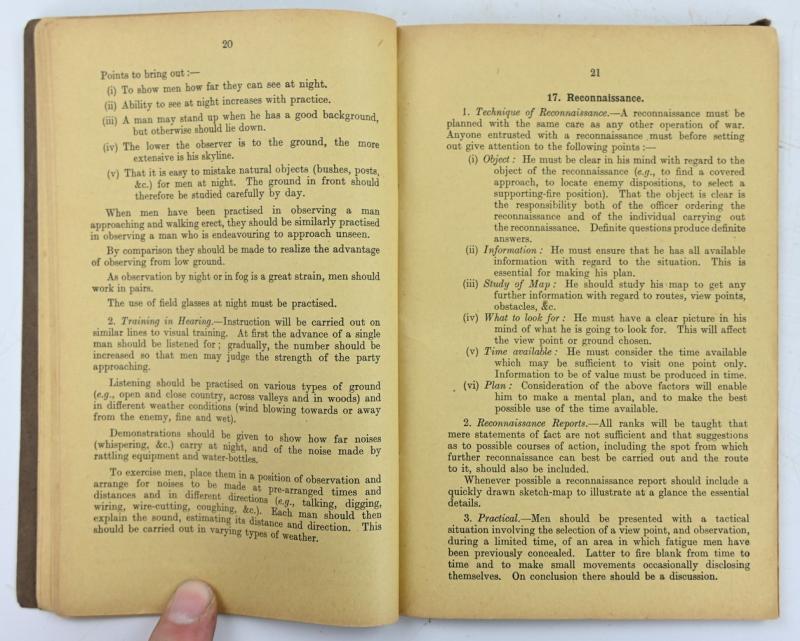 20
Points to bring out :—
(i) To show men how far they can see at night.
(ii) Ability to see at night increases with practice.
(iii) A man may stand up when he has a good background,
but otherwise should lie down.
(iv) The lower the observer is to the ground, the more
extensive is his skyline.
(v) That it is easy to mistake natural objects (bushes, posts,
&c.) for men at night. The ground in front should
therefore be studied carefully by day.
When men have been practised in observing a man
approaching and walking erect, they should be similarly practised
in observing a man who is endeavouring to approach unseen.
By comparison they should be made to realize the advantage
of observing from low ground.
As observation by night or in fog is a great strain, men should
work in pairs.
The use of field glasses at night must be practised.
2. Training in Hearing.—Instruction will be carried out on
similar lines to visual training. At first the advance of a single
man should be listened for; gradually, the number should be
increased so that men may judge the strength of the party
approaching.
Listening should be practised on various types of ground
(e.g., open and close country, across valleys and in woods) and
in different weather conditions (wind blowing towards or away
from the enemy, fine and wet).
Demonstrations should be given to show how far noises
(whispering, &c.) carry at night, and of the noise made by
rattling equipment and water-bottles.
To exercise men, place them in a position of observation and
arrange for noises to be made at pre-arranged times and
distances and in different directions (e.g., talking, digging,
wiring, wire-cutting, coughing, &c.). Each man should then
explain the sound, estimating its distance and direction. This
should be carried out in varying types of weather.
21
17. Reconnaissance.
1. Technique of Reconnaissance.—A reconnaissance must be
planned with the same care as any other operation of war.
Anyone entrusted with a reconnaissance must before setting
out give attention to the following points :—
(i) Object: He must be clear in his mind with regard to the
object of the reconnaissance (e.g., to find a covered
approach, to locate enemy dispositions, to select a
supporting-fire position). That the object is clear is
the responsibility both of the officer ordering the
reconnaissance and of the individual carrying out
the reconnaissance. Definite questions produce definite
answers.
(ii) Information: He must ensure that he has all available
information with regard to the situation. This is
essential for making his plan.
(iii) Study of Map: He should study his map to get any
further information with regard to routes, view points,
obstacles, &c.
(iv) What to look for: He must have a clear picture in his
mind of what he is going to look for. This will affect
the view point or ground chosen.
(v) Time available: He must consider the time available
which may be sufficient to visit one point only.
Information to be of value must be produced in time.
(vi) Plan: Consideration of the above factors will enable
him to make a mental plan, and to make the best
possible use of the time available.
2. Reconnaissance Reports.—All ranks will be taught that
mere statements of fact are not sufficient and that suggestions
as to possible courses of action, including the spot from which
further reconnaissance can best be carried out and the route
to it, should also be included.
Whenever possible a reconnaissance report should include a
quickly drawn sketch-map to illustrate at a glance the essential
details.
3. Practical.—Men should be presented with a tactical
situation involving the selection of a view point, and observation,
during a limited time, of an area in which fatigue men have
been previously concealed. Latter to fire blank from time to
time and to make small movements occasionally disclosing
themselves. On conclusion there should be a discussion.